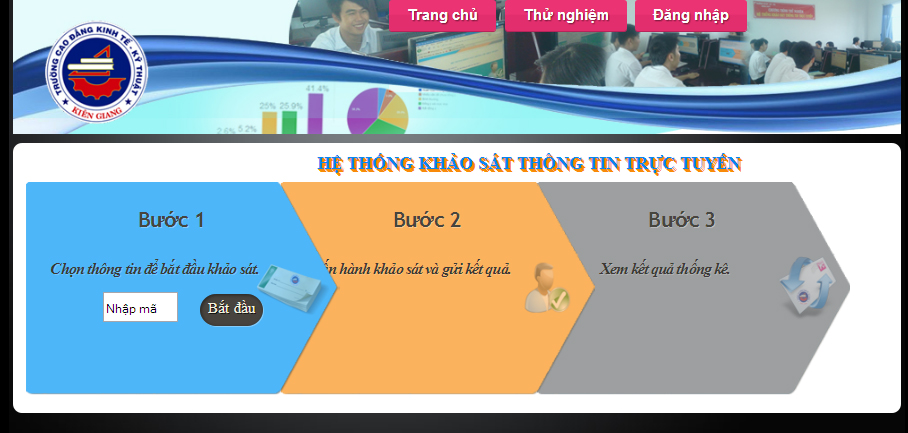 Trang chủ
Thử nghiệm
Đăng nhập
TRƯỜNG CAO ĐẲNG KINH TẾ - KỸ THUẬT
KIÊN GIANG
41.4%
25% 25.9%
2.6% 5.2%
HỆ THỐNG KHẢO SÁT THÔNG TIN TRỰC TUYẾN
Bước 1
Chọn thông tin để bắt đầu khảo sát.
Nhập mã
Bắt đầu
Bước 2
hành khảo sát và gửi kết quả.
Bước 3
Xem kết quả thống kê.